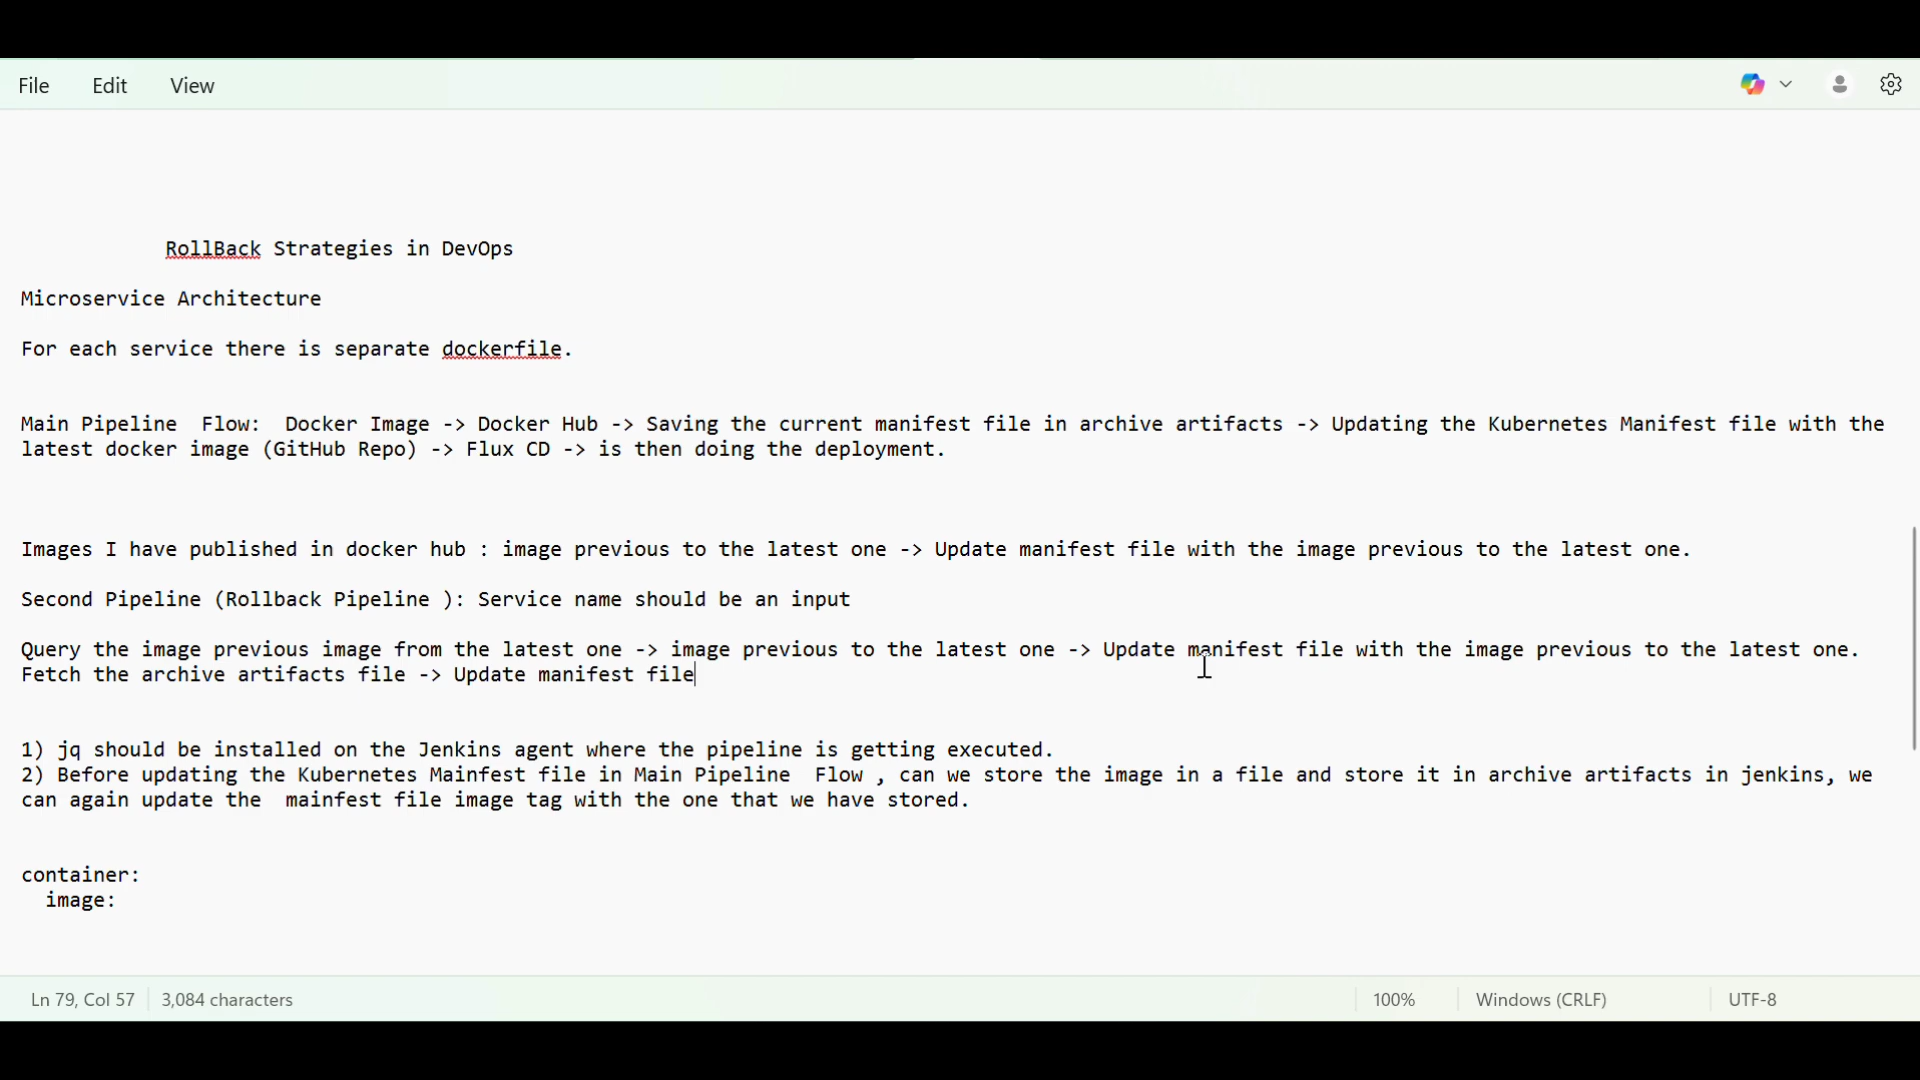 File Edit View
RollBack Strategies in DevOps
Microservice Architecture
For each service there is separate dockerfile.
Main Pipeline  Flow:  Docker Image -> Docker Hub -> Saving the current manifest file in archive artifacts -> Updating the Kubernetes Manifest file with the
latest docker image (GitHub Repo) -> Flux CD -> is then doing the deployment.
Images I have published in docker hub : image previous to the latest one -> Update manifest file with the image previous to the latest one.
Second Pipeline (Rollback Pipeline ): Service name should be an input
Query the image previous image from the latest one -> image previous to the latest one -> Update manifest file with the image previous to the latest one.
Fetch the archive artifacts file -> Update manifest file
1) jq should be installed on the Jenkins agent where the pipeline is getting executed.
2) Before updating the Kubernetes Mainfest file in Main Pipeline  Flow , can we store the image in a file and store it in archive artifacts in jenkins, we
can again update the  mainfest file image tag with the one that we have stored.
container:
  image:
Ln 79, Col 57 3,084 characters 100% Windows (CRLF) UTF-8